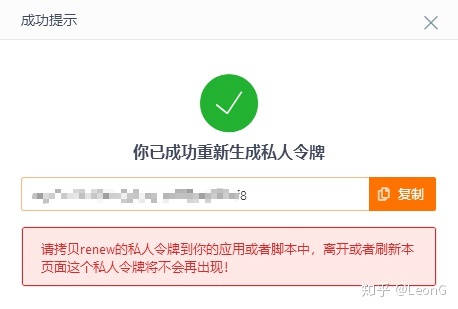 成功提示
你已成功重新生成私人令牌
f8
复制
请拷贝renew的私人令牌到你的应用或者脚本中，离开或者刷新本
页面这个私人令牌将不会再出现！
知乎 @LeonG